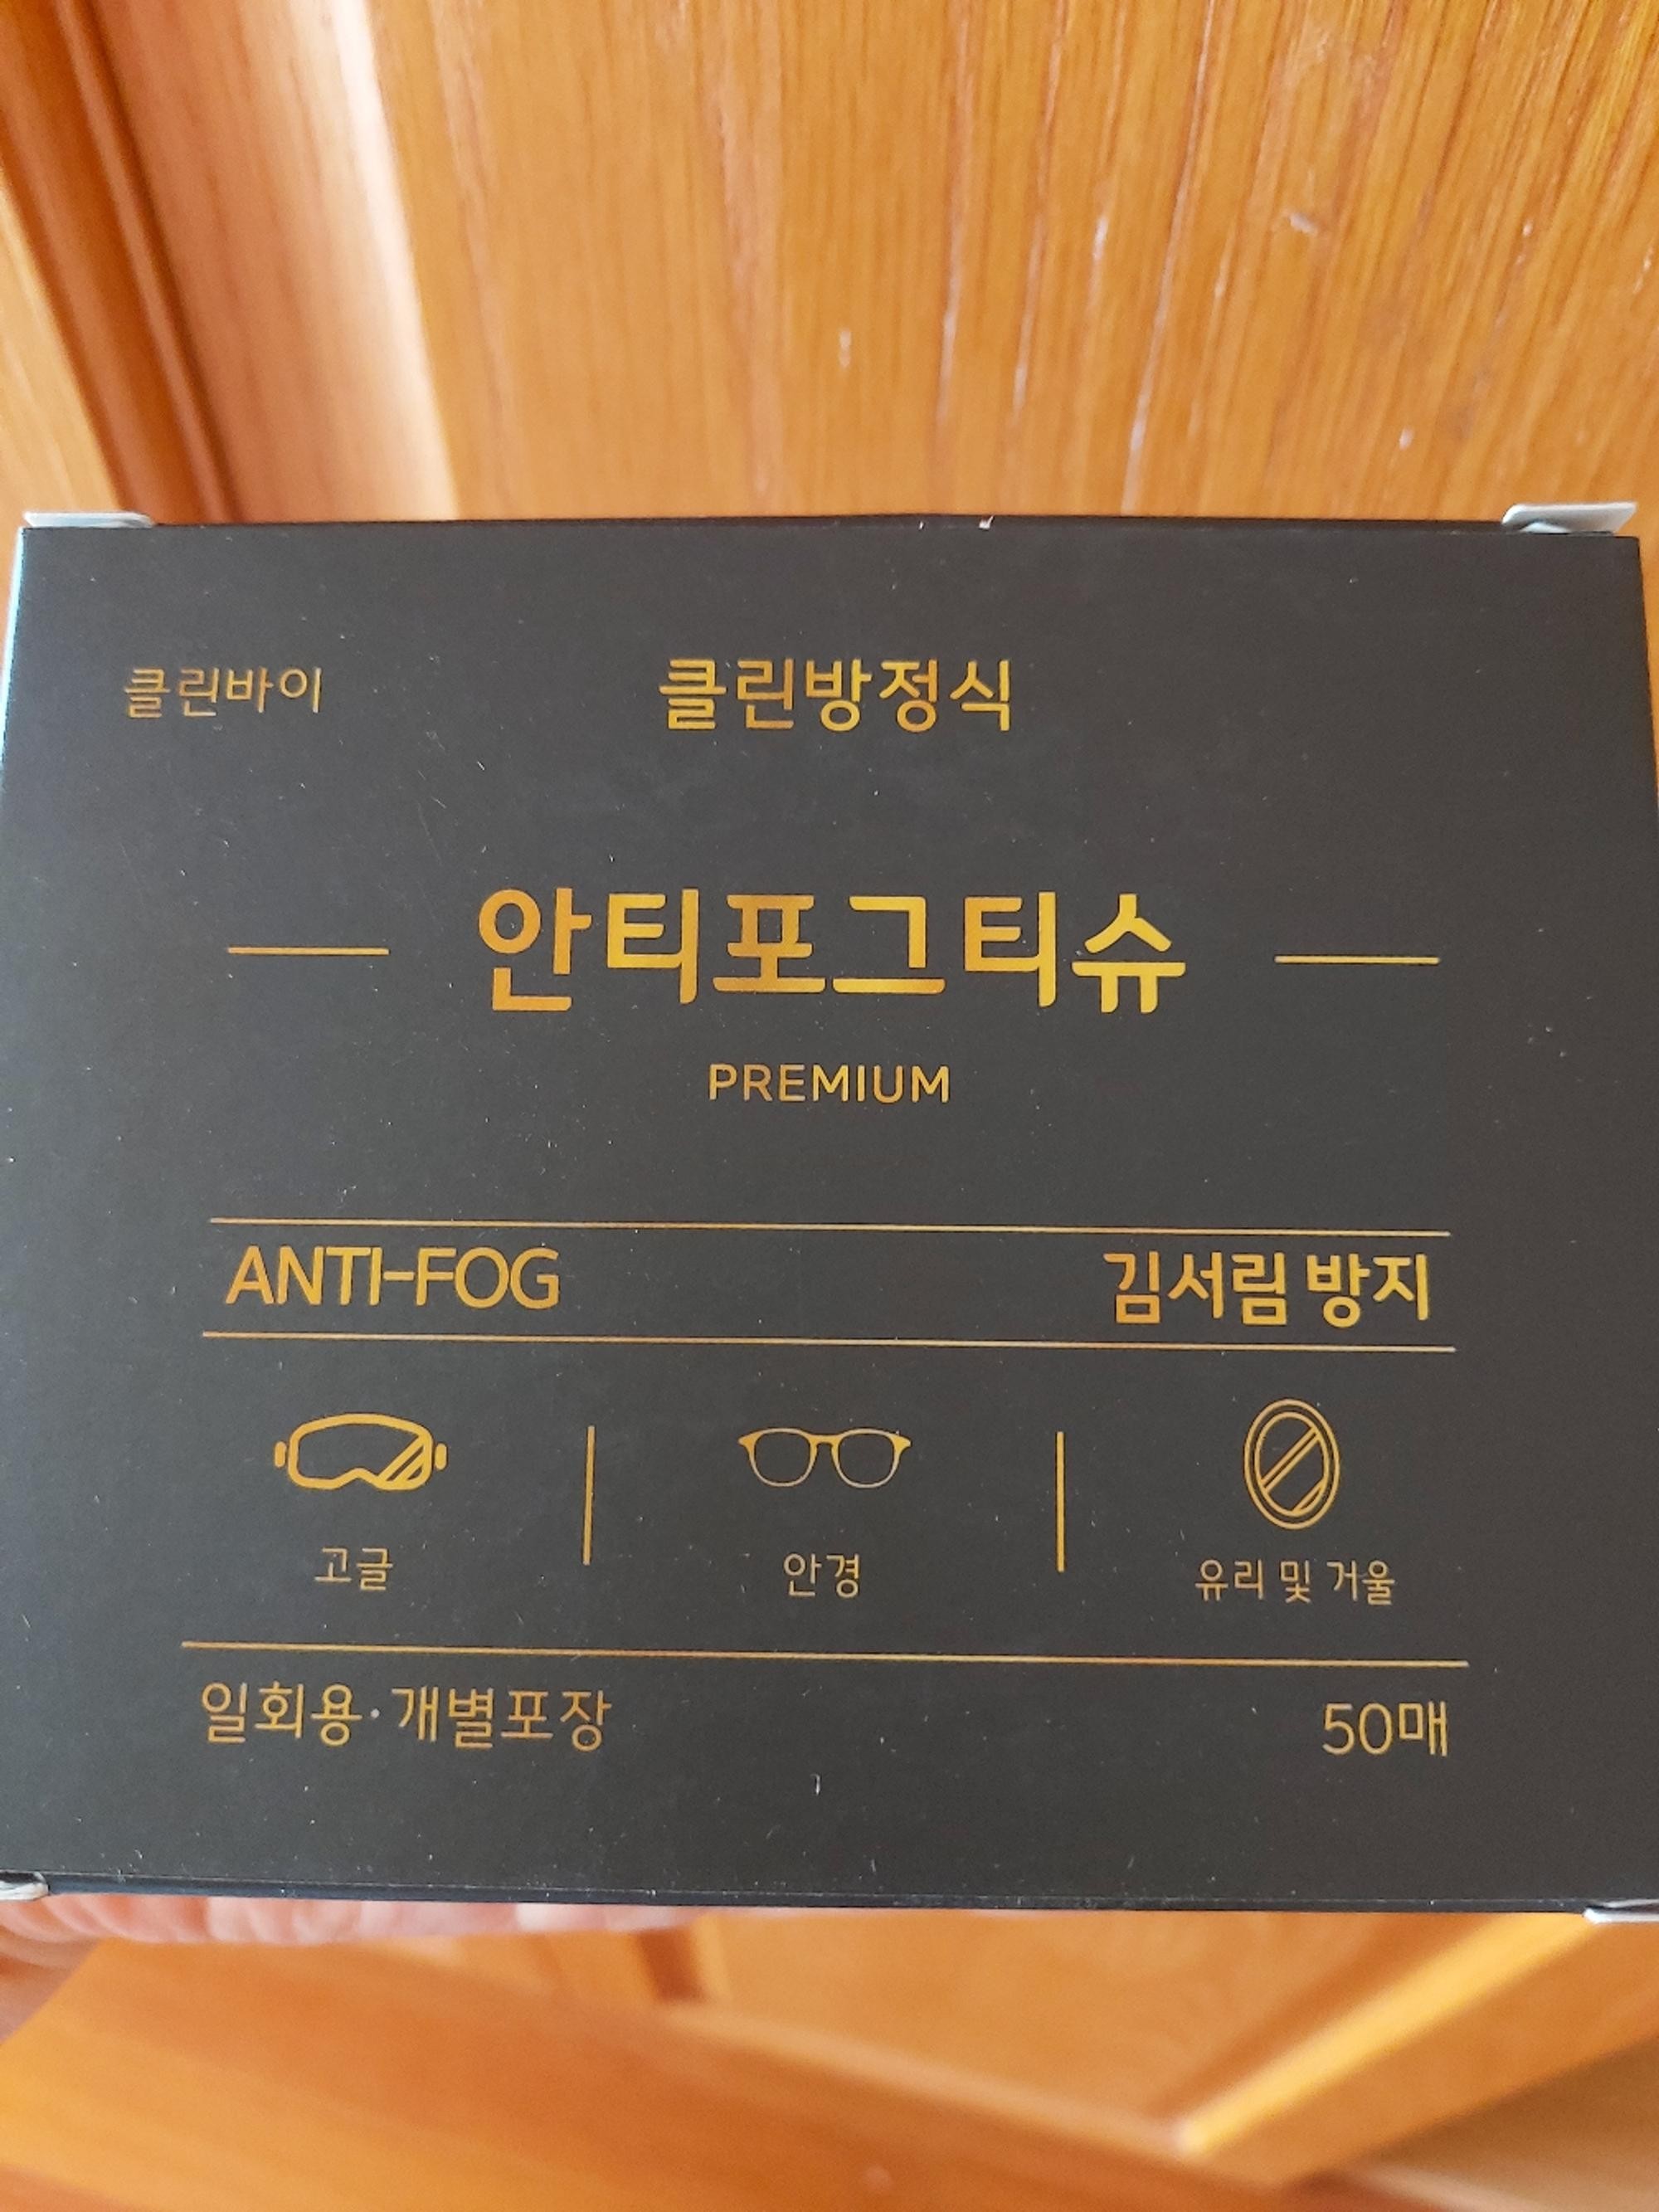 클린바이
클린방정식
안티포그티슈
PREMIUM
ANTI-FOG
김서림 방지
고글
안경
유리 및 거울
일회용·개별포장
50매